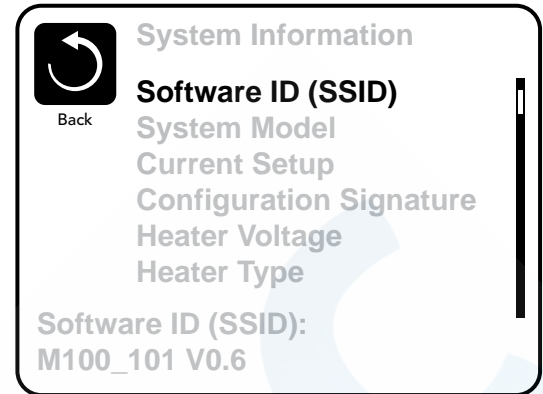 System Information
Back
Software ID (SSID)
System Model
Current Setup
Configuration Signature
Heater Voltage
Heater Type
Software ID (SSID):
M100_101 V0.6